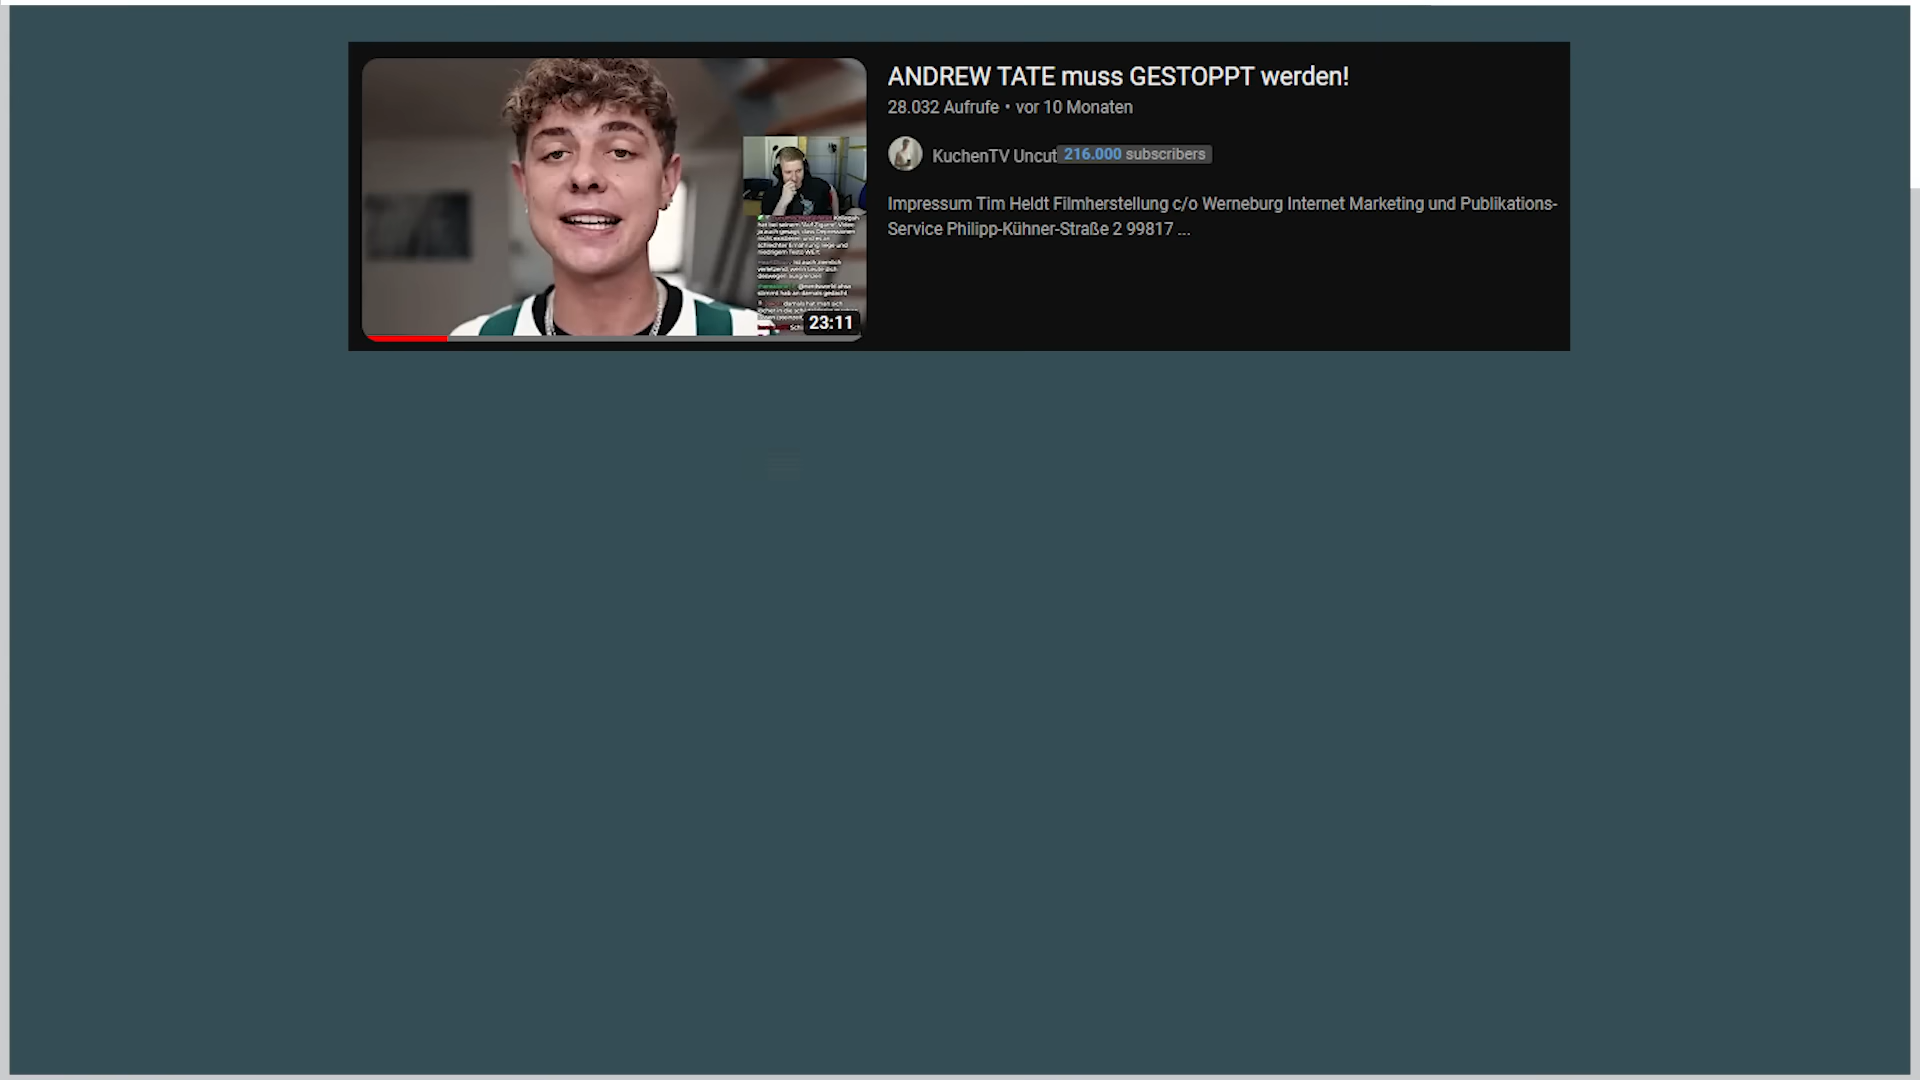 ANDREW TATE muss GESTOPPT werden!
28.032 Aufrufe • vor 10 Monaten
KuchenTV Uncut 216.000 subscribers
Impressum Tim Heldt Filmherstellung c/o Werneburg Internet Marketing und Publikations-
Service Philipp-Kühner-Straße 2 99817 ...
23:11